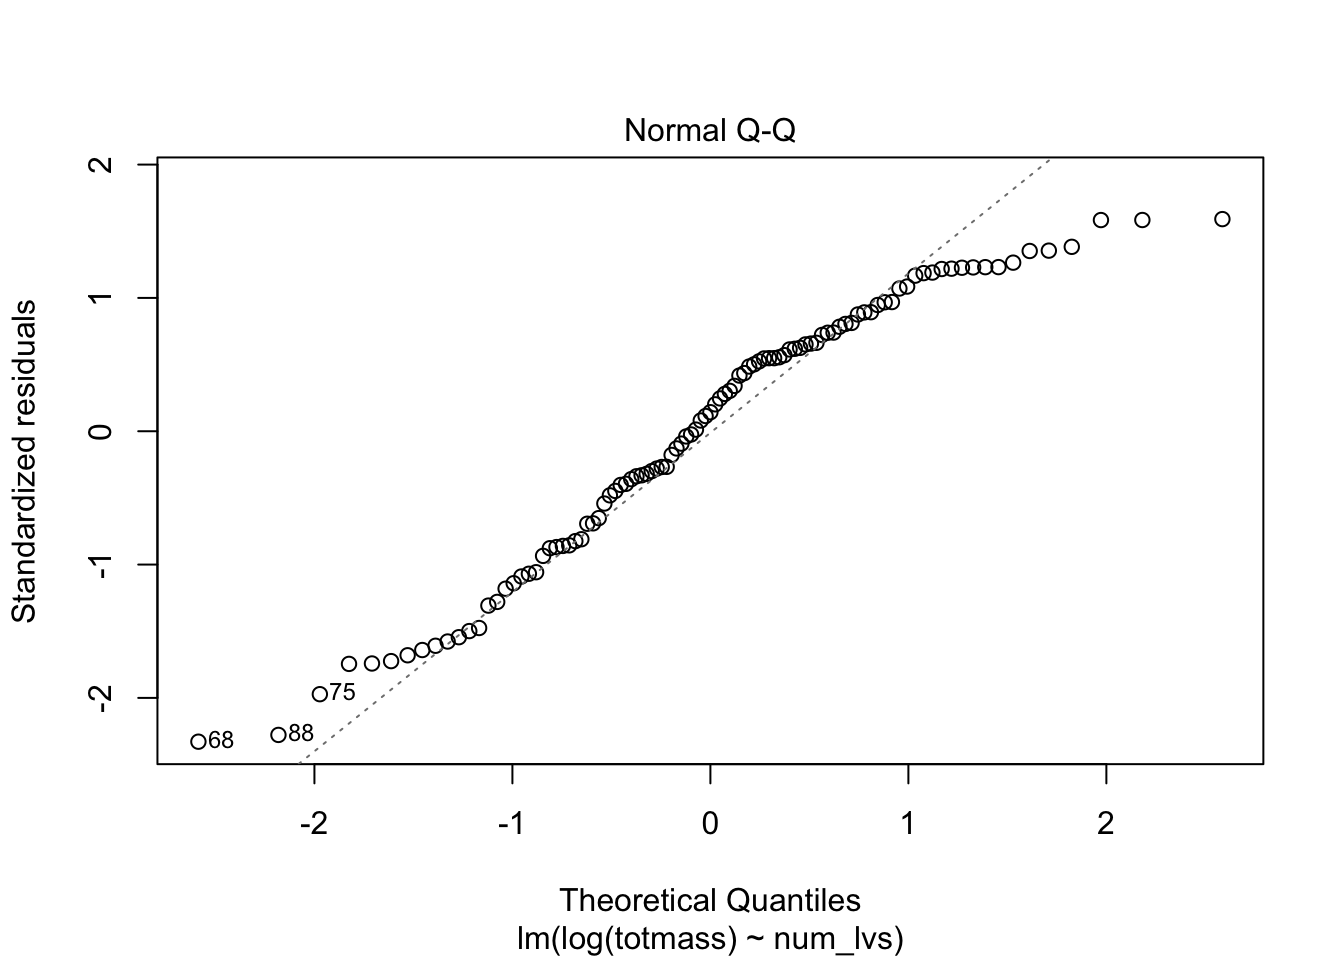 Normal Q-Q
Standardized residuals
2
1
0
-1
-2
75
88
68
-2 -1 0 1 2
Theoretical Quantiles
lm(log(totmass) ~ num_lvs)